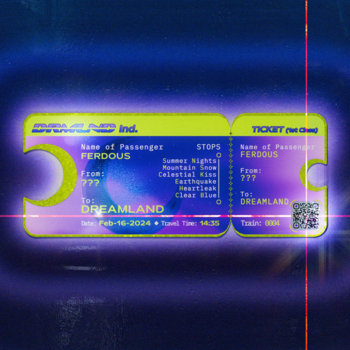 DRMLND ind.
Name of Passenger
FERDOUS
From:
???
To:
DREAMLAND
STOPS
Summer Nights
Mountain Snow
Celestial Kiss
Earthquake
Heartleak
Clear Blue
Date: Feb-16-2024 ◆ Travel Time: 14:35
TICKET (1st Class)
Name of Passenger
FERDOUS
From:
???
To:
DREAMLAND
Train: 0004